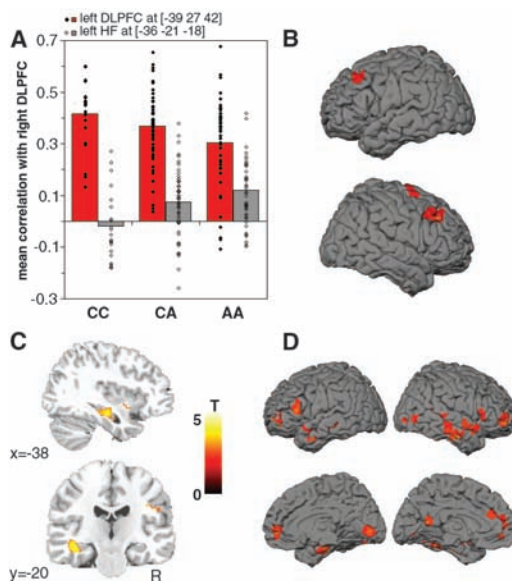 A
left DLPFC at [-39 27 42]
left HF at [-36 -21 -18]
mean correlation with right DLPFC
0.7
0.5
0.3
0.1
-0.1
-0.3
CC CA AA
B
C
x=-38
y=-20
R
T
5
0
D